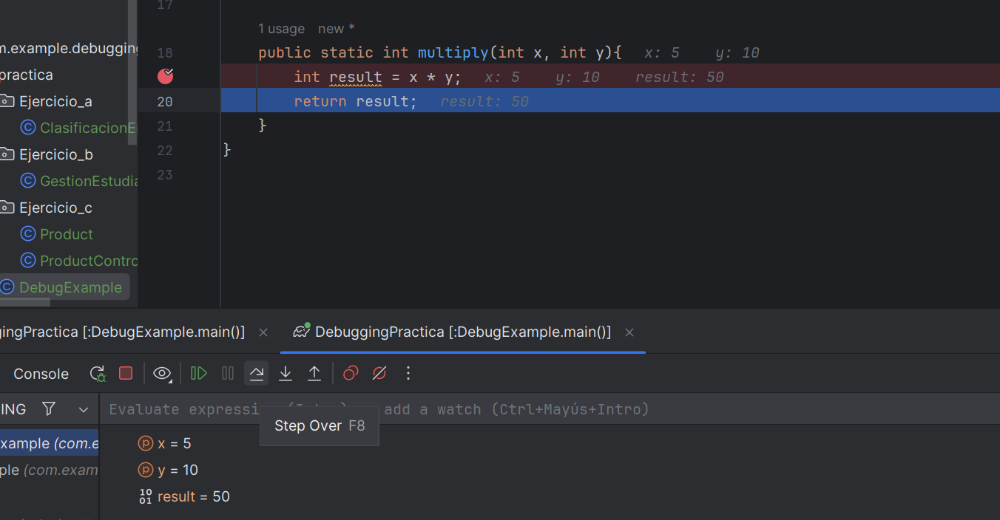 17
1 usage new *
18 public static int multiply(int x, int y){ x: 5 y: 10
int result = x * y; x: 5 y: 10 result: 50
20 return result; result: 50
21 }
22 }
23
m.example.debugging
practica
Ejercicio_a
ClasificacionE
Ejercicio_b
GestionEstudia
Ejercicio_c
Product
ProductContro
DebugExample
gingPractica [:DebugExample.main()] DebuggingPractica [:DebugExample.main()]
Console
ING Evaluate expressi add a watch (Ctrl+Mayús+Intro)
Step Over F8
xample (com.e
ple (com.exam
p x = 5
p y = 10
10
01 result = 50